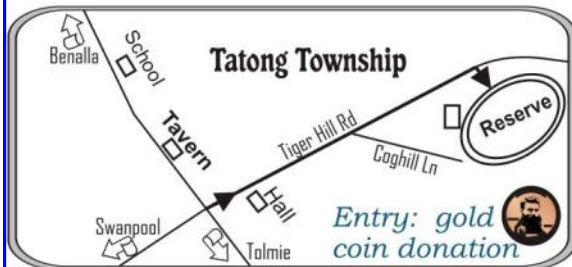 Tatong Township
Benalla
School
Tavern
Tiger Hill Rd
Reserve
Coghill Ln
Hall
Swanpool
Tolmie
Entry: gold
coin donation